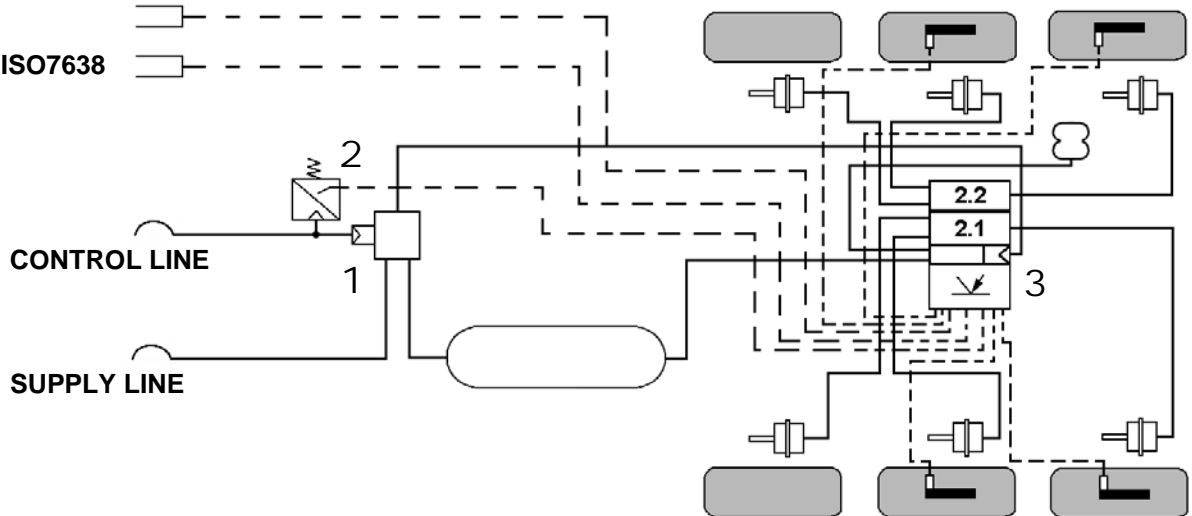 ISO7638
2
2.2
2.1
CONTROL LINE
1
3
SUPPLY LINE